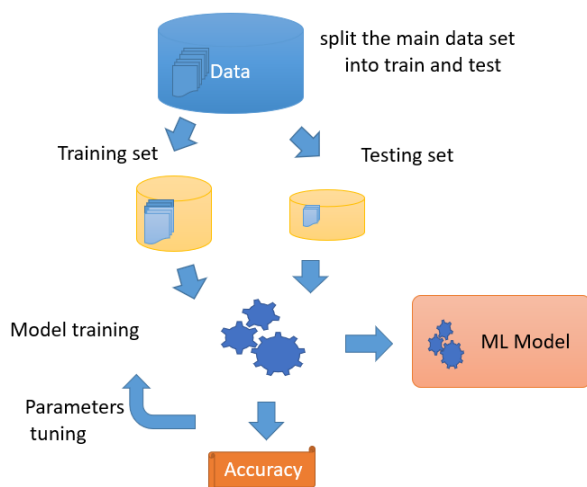 split the main data set
into train and test
Data
Training set
Testing set
Model training
ML Model
Parameters
tuning
Accuracy